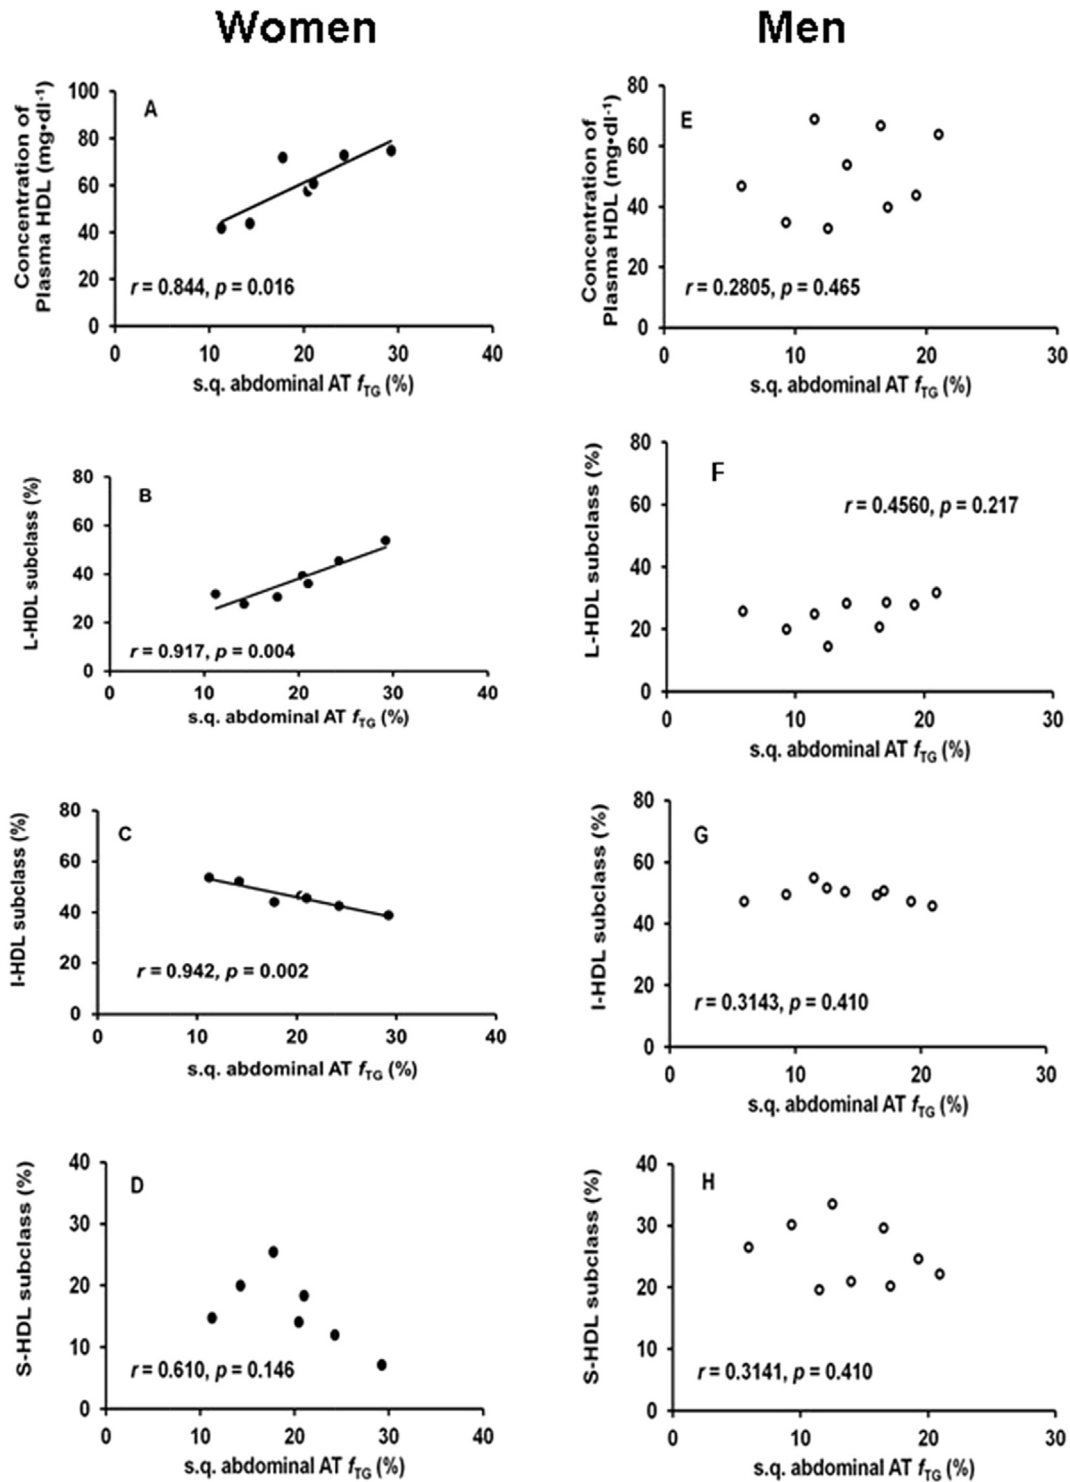 Women
Men
A
Concentration of
Plasma HDL (mg•dl⁻¹)
100
80
60
40
20
0
r = 0.844, p = 0.016
0 10 20 30 40
s.q. abdominal AT fTG (%)
E
Concentration of
Plasma HDL (mg•dl⁻¹)
80
60
40
20
0
r = 0.2805, p = 0.465
0 10 20 30
s.q. abdominal AT fTG (%)
B
L-HDL subclass (%)
80
60
40
20
0
r = 0.917, p = 0.004
0 10 20 30 40
s.q. abdominal AT fTG (%)
F
L-HDL subclass (%)
80
60
40
20
0
r = 0.4560, p = 0.217
0 10 20 30
s.q. abdominal AT fTG (%)
C
I-HDL subclass (%)
80
60
40
20
0
r = 0.942, p = 0.002
0 10 20 30 40
s.q. abdominal AT fTG (%)
G
I-HDL subclass (%)
80
60
40
20
0
r = 0.3143, p = 0.410
0 10 20 30
s.q. abdominal AT fTG (%)
D
S-HDL subclass (%)
40
30
20
10
0
r = 0.610, p = 0.146
0 10 20 30 40
s.q. abdominal AT fTG (%)
H
S-HDL subclass (%)
40
30
20
10
0
r = 0.3141, p = 0.410
0 10 20 30
s.q. abdominal AT fTG (%)